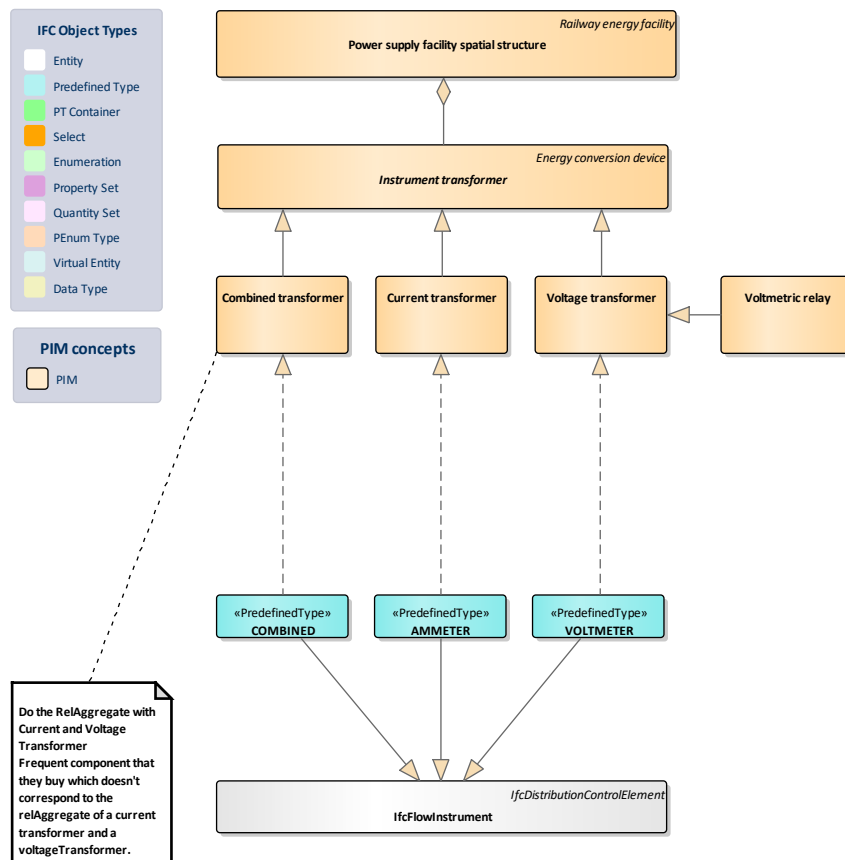 IFC Object Types
Entity
Predefined Type
PT Container
Select
Enumeration
Property Set
Quantity Set
PEnum Type
Virtual Entity
Data Type
PIM concepts
PIM
Railway energy facility
Power supply facility spatial structure
Energy conversion device
Instrument transformer
Combined transformer
Current transformer
Voltage transformer
Voltmetric relay
«PredefinedType»
COMBINED
«PredefinedType»
AMMETER
«PredefinedType»
VOLTMETER
Do the RelAggregate with
Current and Voltage
Transformer
Frequent component that
they buy which doesn't
correspond to the
relAggregate of a current
transformer and a
voltageTransformer.
IfcDistributionControlElement
IfcFlowInstrument